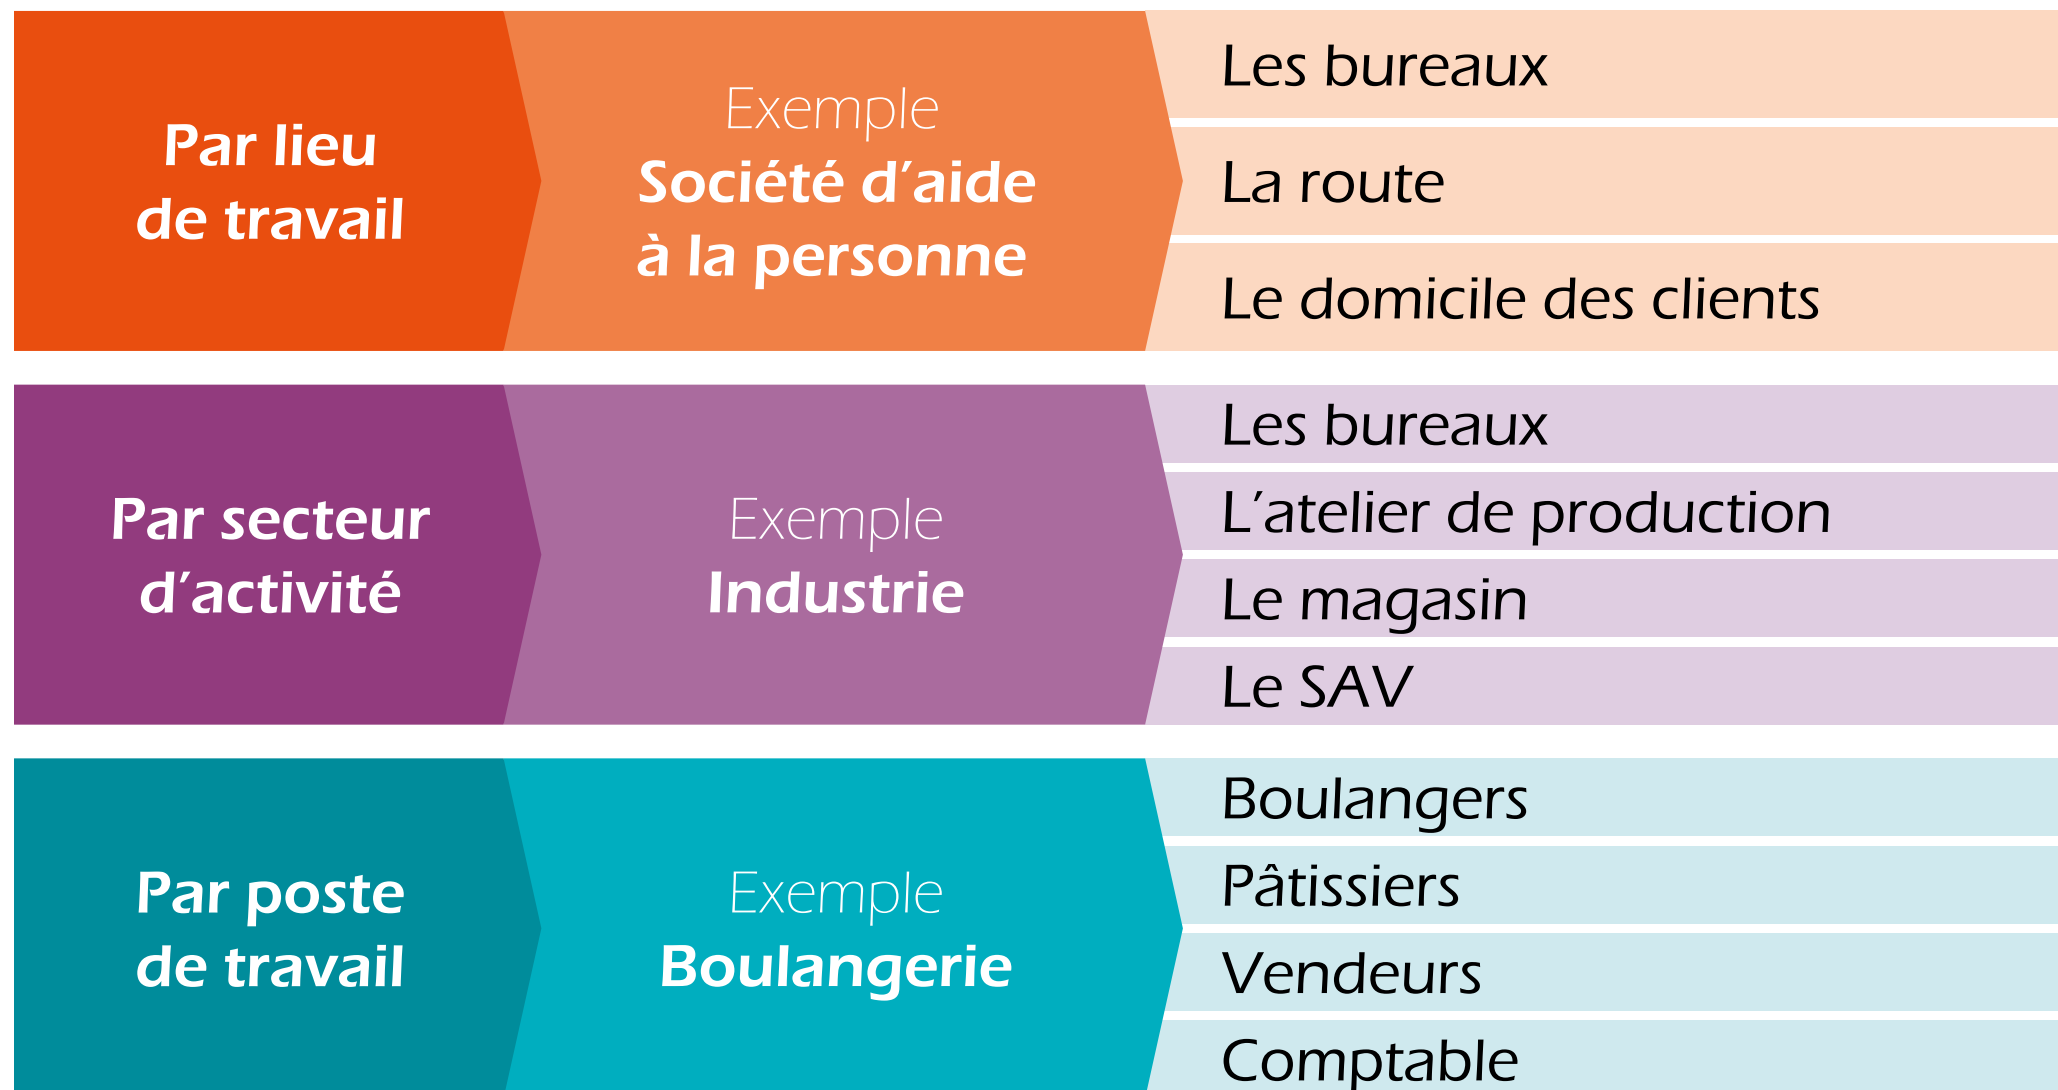 Par lieu
de travail
Exemple
Société d’aide
à la personne
Les bureaux
La route
Le domicile des clients
Par secteur
d’activité
Exemple
Industrie
Les bureaux
L’atelier de production
Le magasin
Le SAV
Par poste
de travail
Exemple
Boulangerie
Boulangers
Pâtissiers
Vendeurs
Comptable